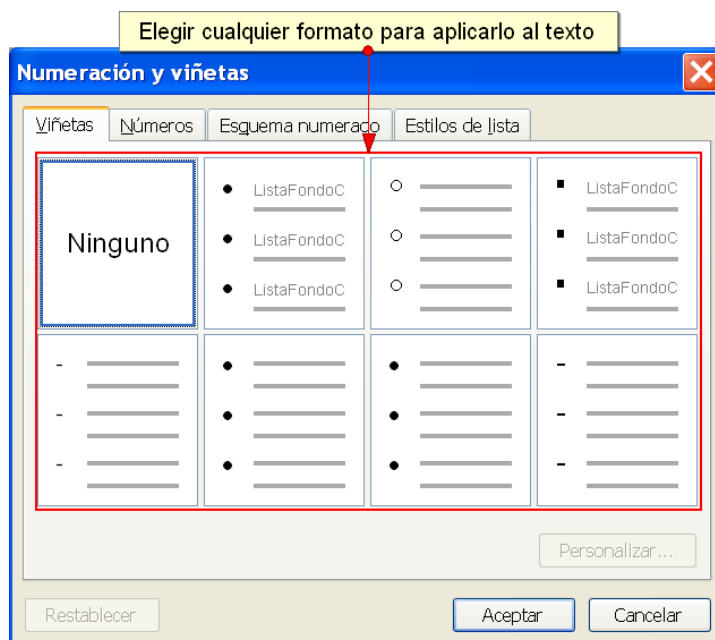 Elegir cualquier formato para aplicarlo al texto
Numeración y viñetas
Viñetas Números Esquema numerado Estilos de lista
Ninguno
ListaFondoC
ListaFondoC
ListaFondoC
ListaFondoC
ListaFondoC
ListaFondoC
Personalizar...
Restablecer Aceptar Cancelar